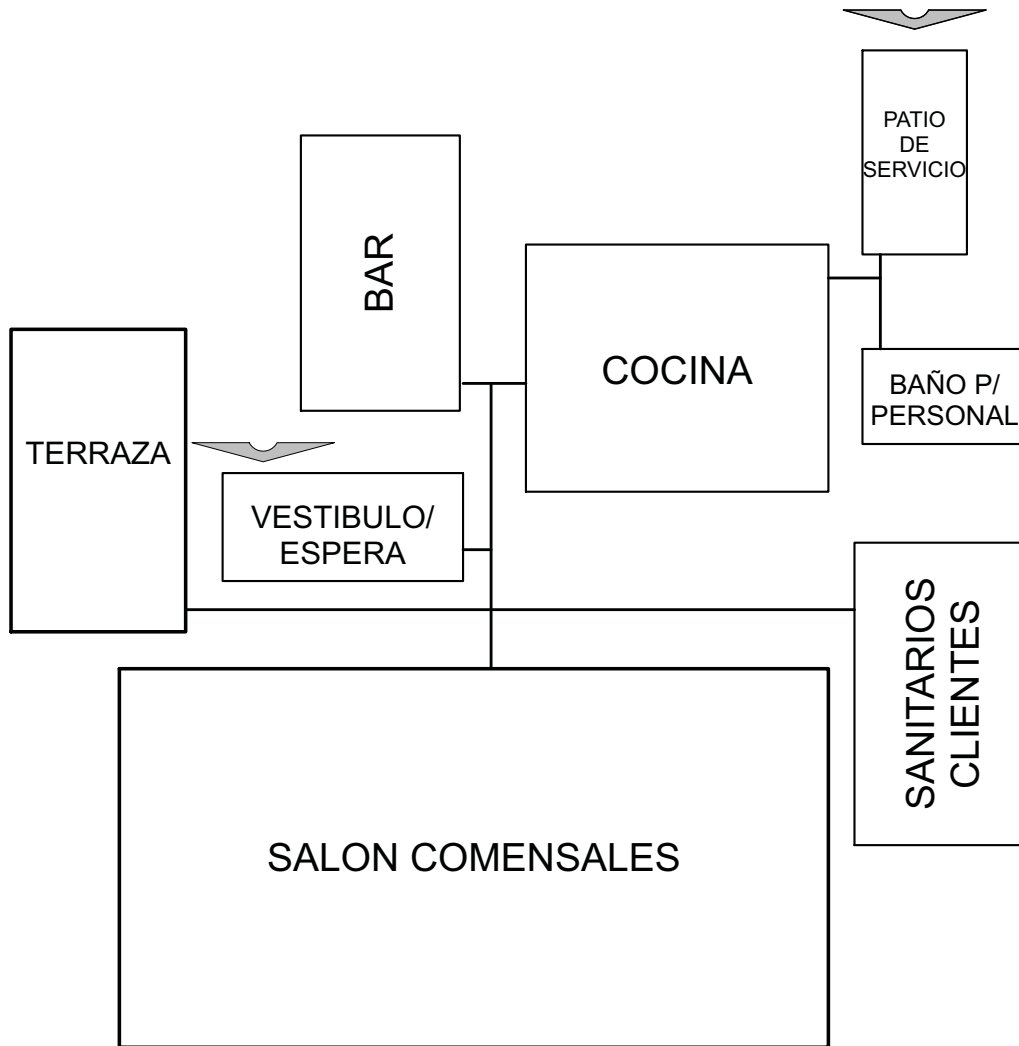 PATIO
DE
SERVICIO
BAR
COCINA
BAÑO P/
PERSONAL
TERRAZA
VESTIBULO/
ESPERA
SANITARIOS
CLIENTES
SALON COMENSALES